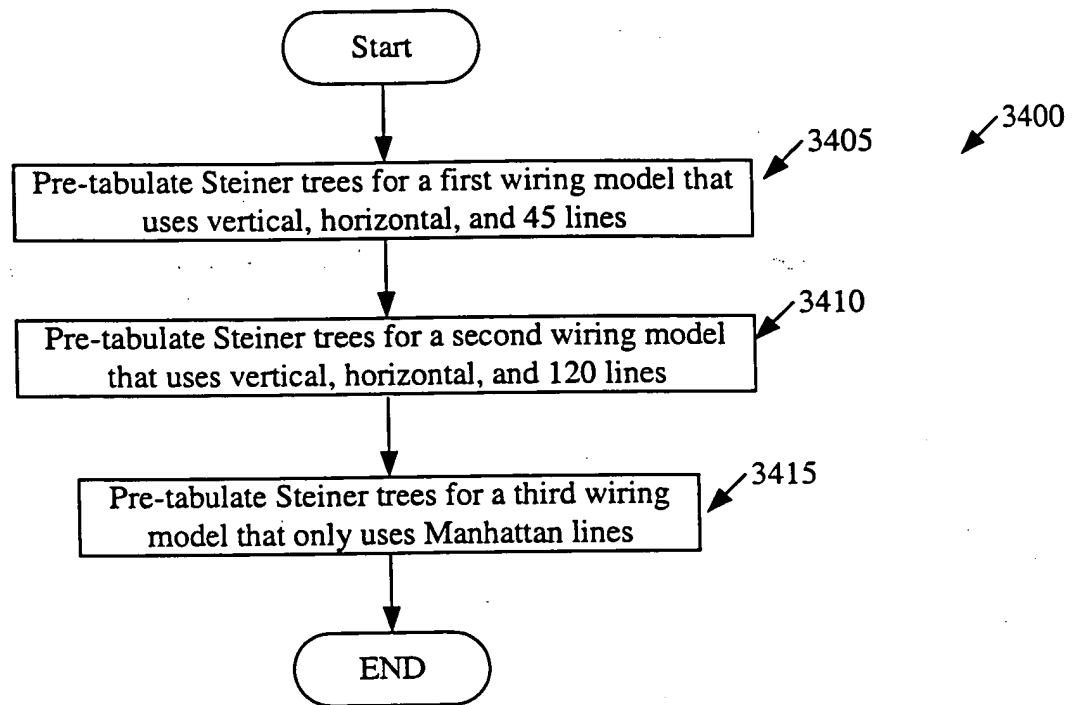 Start
3400
3405
Pre-tabulate Steiner trees for a first wiring model that
uses vertical, horizontal, and 45 lines
3410
Pre-tabulate Steiner trees for a second wiring model
that uses vertical, horizontal, and 120 lines
3415
Pre-tabulate Steiner trees for a third wiring
model that only uses Manhattan lines
END